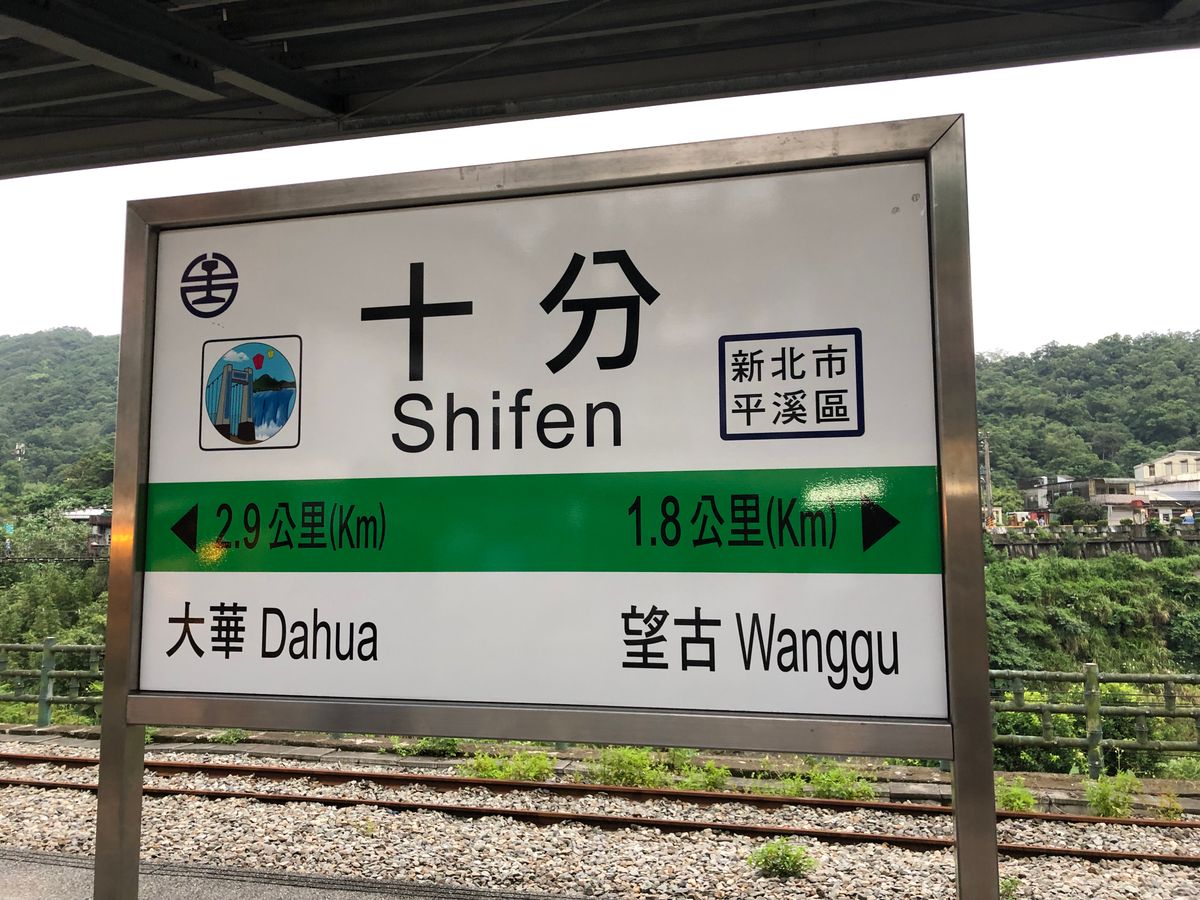 十分
Shifen
新北市
平溪區
2.9公里(Km)
1.8公里(Km)
大華 Dahua
望古 Wanggu